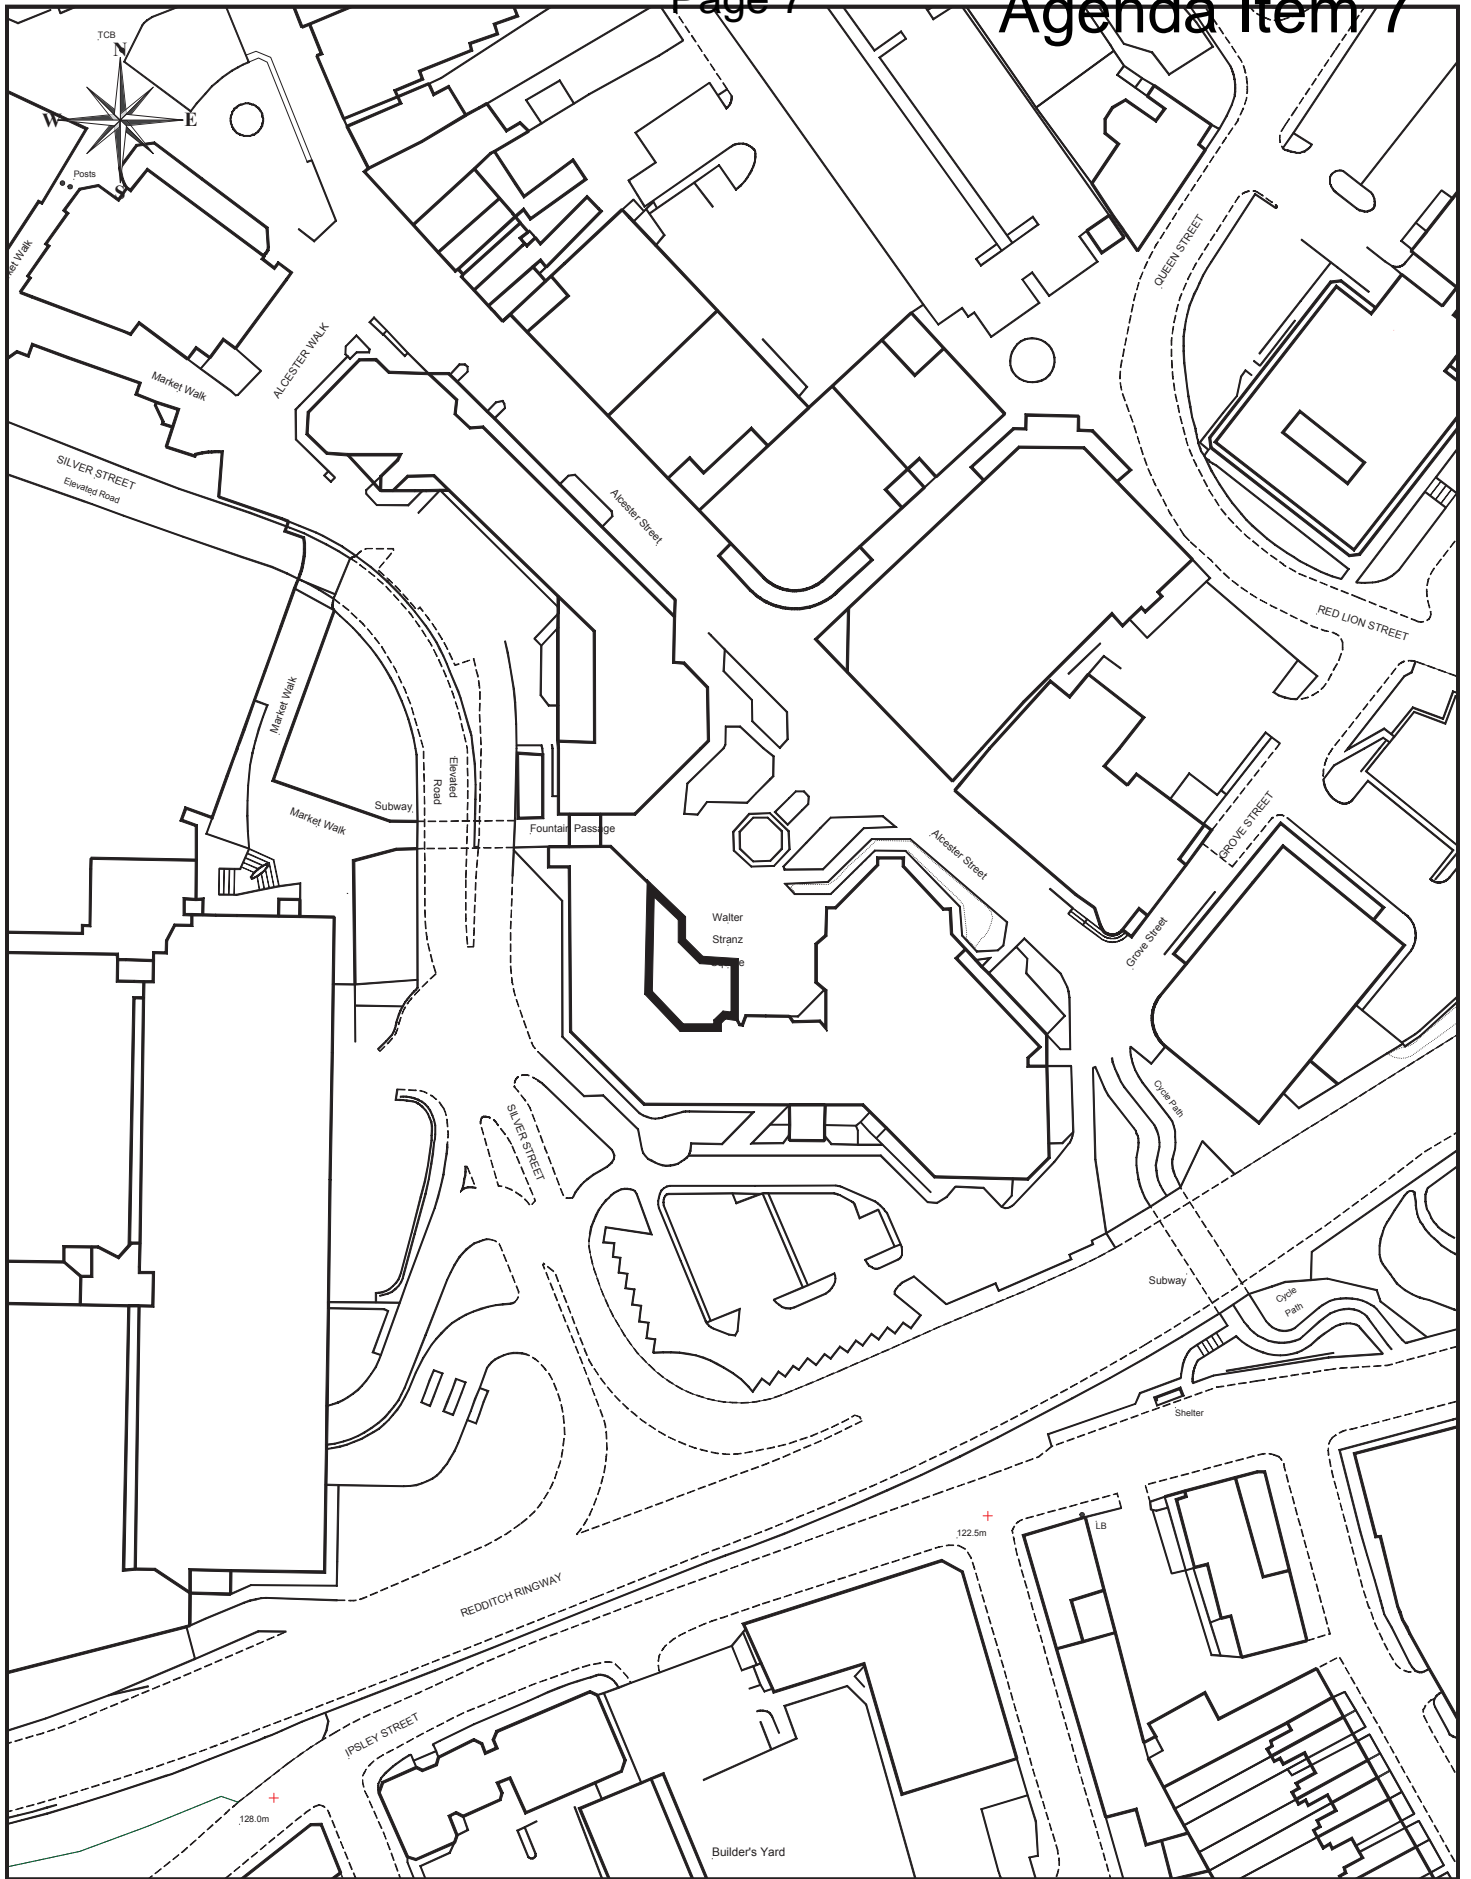 Page 7
Agenda Item 7
TCB
N
W
E
S
Posts
ket Walk
QUEEN STREET
ALCESTER WALK
Market Walk
SILVER STREET
Elevated Road
Alcester Street
RED LION STREET
Market Walk
Elevated
Road
Subway
Market Walk
Fountain Passage
GROVE STREET
Alcester Street
Walter
Stranz
Square
Grove Street
Cycle Path
SILVER STREET
Subway
Cycle
Path
Shelter
122.5m
LB
REDDITCH RINGWAY
IPSLEY STREET
128.0m
Builder's Yard